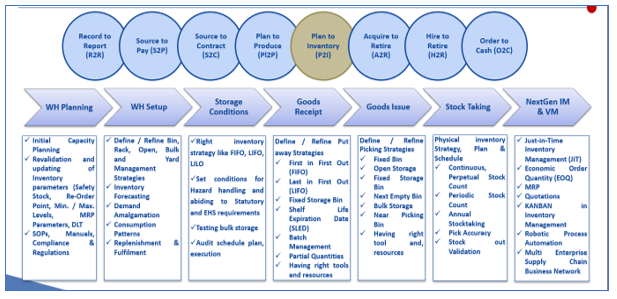 Record to
Report
(R2R)
Source to
Pay (S2P)
Source to
Contract
(S2C)
Plan to
Produce
(PI2P)
Plan to
Inventory
(P2I)
Acquire to
Retire
(A2R)
Hire to
Retire
(H2R)
Order to
Cash (O2C)
WH Planning
WH Setup
Storage
Conditions
Goods
Receipt
Goods Issue
Stock Taking
NextGen IM
& VM
✓ Initial Capacity
Planning
✓ Revalidation and
updating of
Inventory
parameters (Safety
Stock, Re-Order
Point, Min. / Max.
Levels, MRP
Parameters, DLT
✓ SOPs, Manuals,
Compliance &
Regulations
✓ Define / Refine Bin,
Rack, Open, Bulk
and Yard
Management
Strategies
✓ Inventory
Forecasting
✓ Demand
Amalgamation
✓ Consumption
Patterns
✓ Replenishment &
Fulfilment
✓Right inventory
strategy like FIFO, LIFO,
LILO
✓Set conditions for
Hazard handling and
abiding to Statutory
and EHS requirements
✓Testing bulk storage
✓Audit schedule plan,
execution
Define / Refine Put
away Strategies
✓ First in First Out
(FIFO)
✓ Last in First Out
(LIFO)
✓ Fixed Storage Bin
✓ Shelf Life
Expiration Date
(SLED)
✓ Batch
Management
✓ Partial Quantities
✓ Having right tools
and resources
Define / Refine
Picking Strategies
✓ Fixed Bin
✓ Open Storage
✓ Fixed Storage
Bin
✓ Next Empty Bin
✓ Bulk Storage
✓ Near Picking
Bin
✓ Having right
tool and,
resources
Physical inventory
Strategy, Plan &
Schedule
✓ Continuous,
Perpetual Stock
Count
✓ Periodic Stock
Count
✓ Annual
Stocktaking
✓ Pick Accuracy
✓ Stock out
Validation
✓ Just-in-Time
Inventory
Management (JIT)
✓ Economic Order
Quantity (EOQ)
✓ MRP
✓ Quotations
✓ KANBAN in
Inventory
Management
✓ Robotic Process
Automation
✓ Multi Enterprise
Supply Chain
Business Network